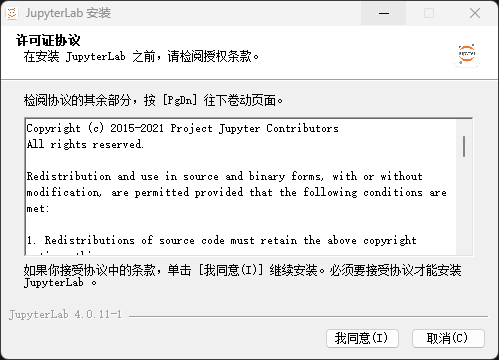 JupyterLab 安装
许可证协议
在安装 JupyterLab 之前,请检阅授权条款。
jupyter
检阅协议的其余部分,按 [PgDn] 往下卷动页面。
Copyright (c) 2015-2021 Project Jupyter Contributors
All rights reserved.
Redistribution and use in source and binary forms, with or without
modification, are permitted provided that the following conditions are
met:
1. Redistributions of source code must retain the above copyright
如果你接受协议中的条款,单击 [我同意(I)] 继续安装。必须要接受协议才能安装
JupyterLab 。
JupyterLab 4.0.11-1
我同意(I)
取消(C)